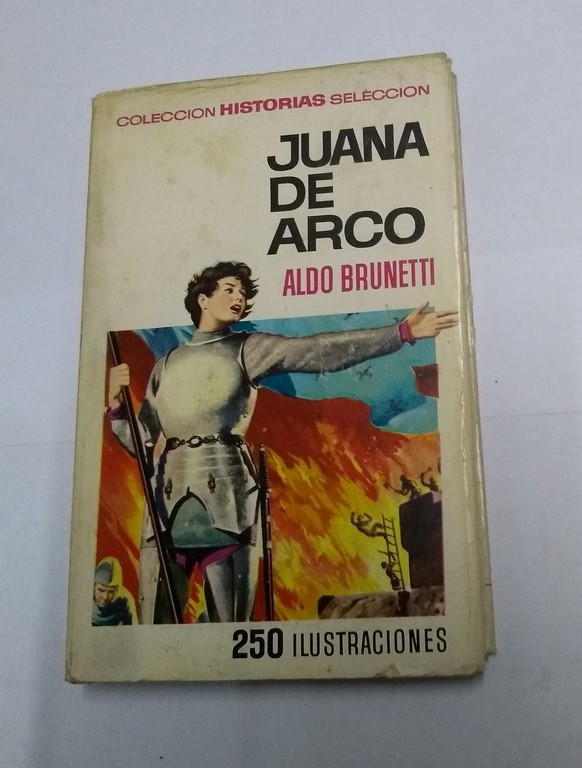 COLECCION HISTORIAS SELECCION
JUANA
DE
ARCO
ALDO BRUNETTI
250 ILUSTRACIONES